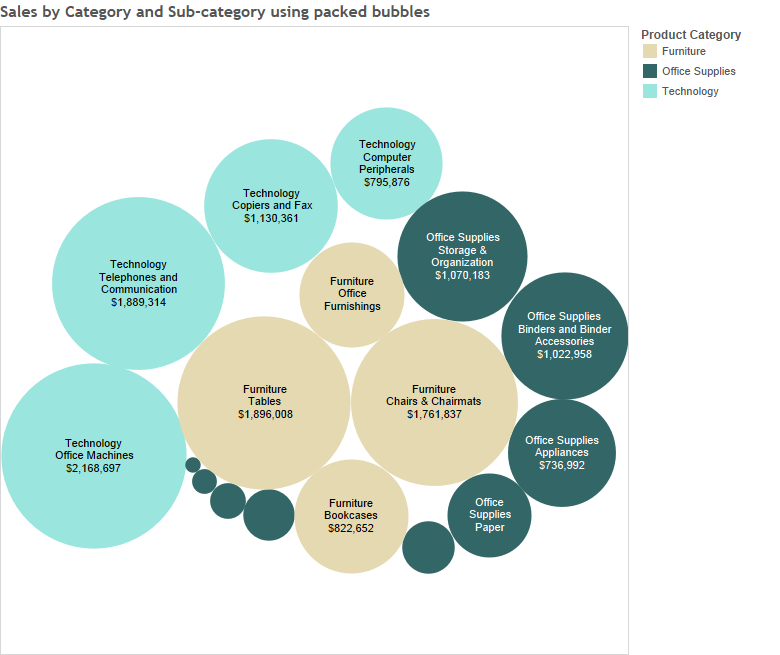 Sales by Category and Sub-category using packed bubbles
Product Category
Furniture
Office Supplies
Technology
Technology
Computer
Peripherals
$795,876
Technology
Copiers and Fax
$1,130,361
Office Supplies
Storage &
Organization
$1,070,183
Technology
Telephones and
Communication
$1,889,314
Furniture
Office
Furnishings
Office Supplies
Binders and Binder
Accessories
$1,022,958
Furniture
Tables
$1,896,008
Furniture
Chairs & Chairmats
$1,761,837
Technology
Office Machines
$2,168,697
Office Supplies
Appliances
$736,992
Furniture
Bookcases
$822,652
Office
Supplies
Paper